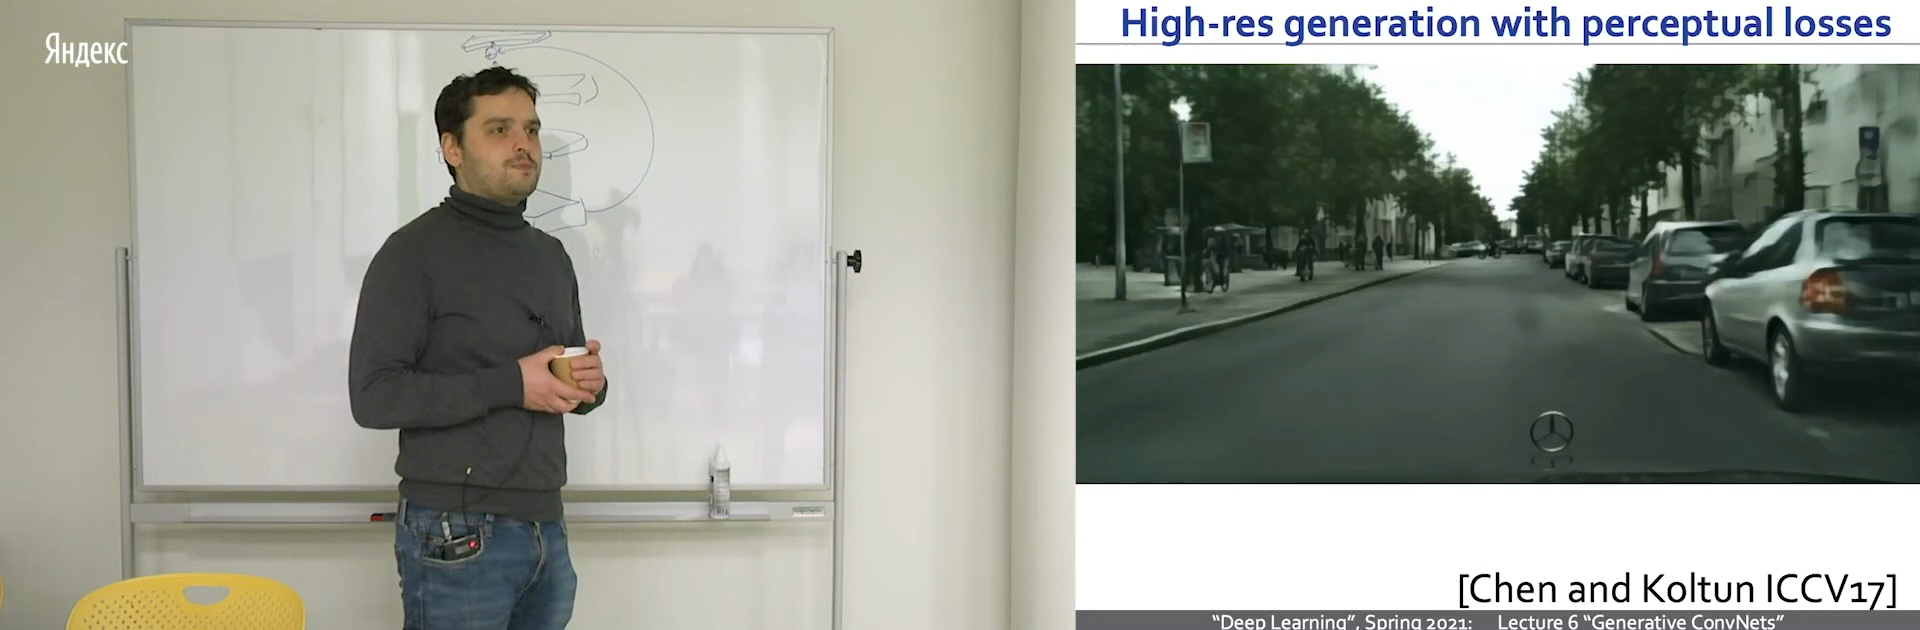 Яндекс
High-res generation with perceptual losses
[Chen and Koltun ICCV17]
"Deep Learning", Spring 2021: Lecture 6 "Generative ConvNets"